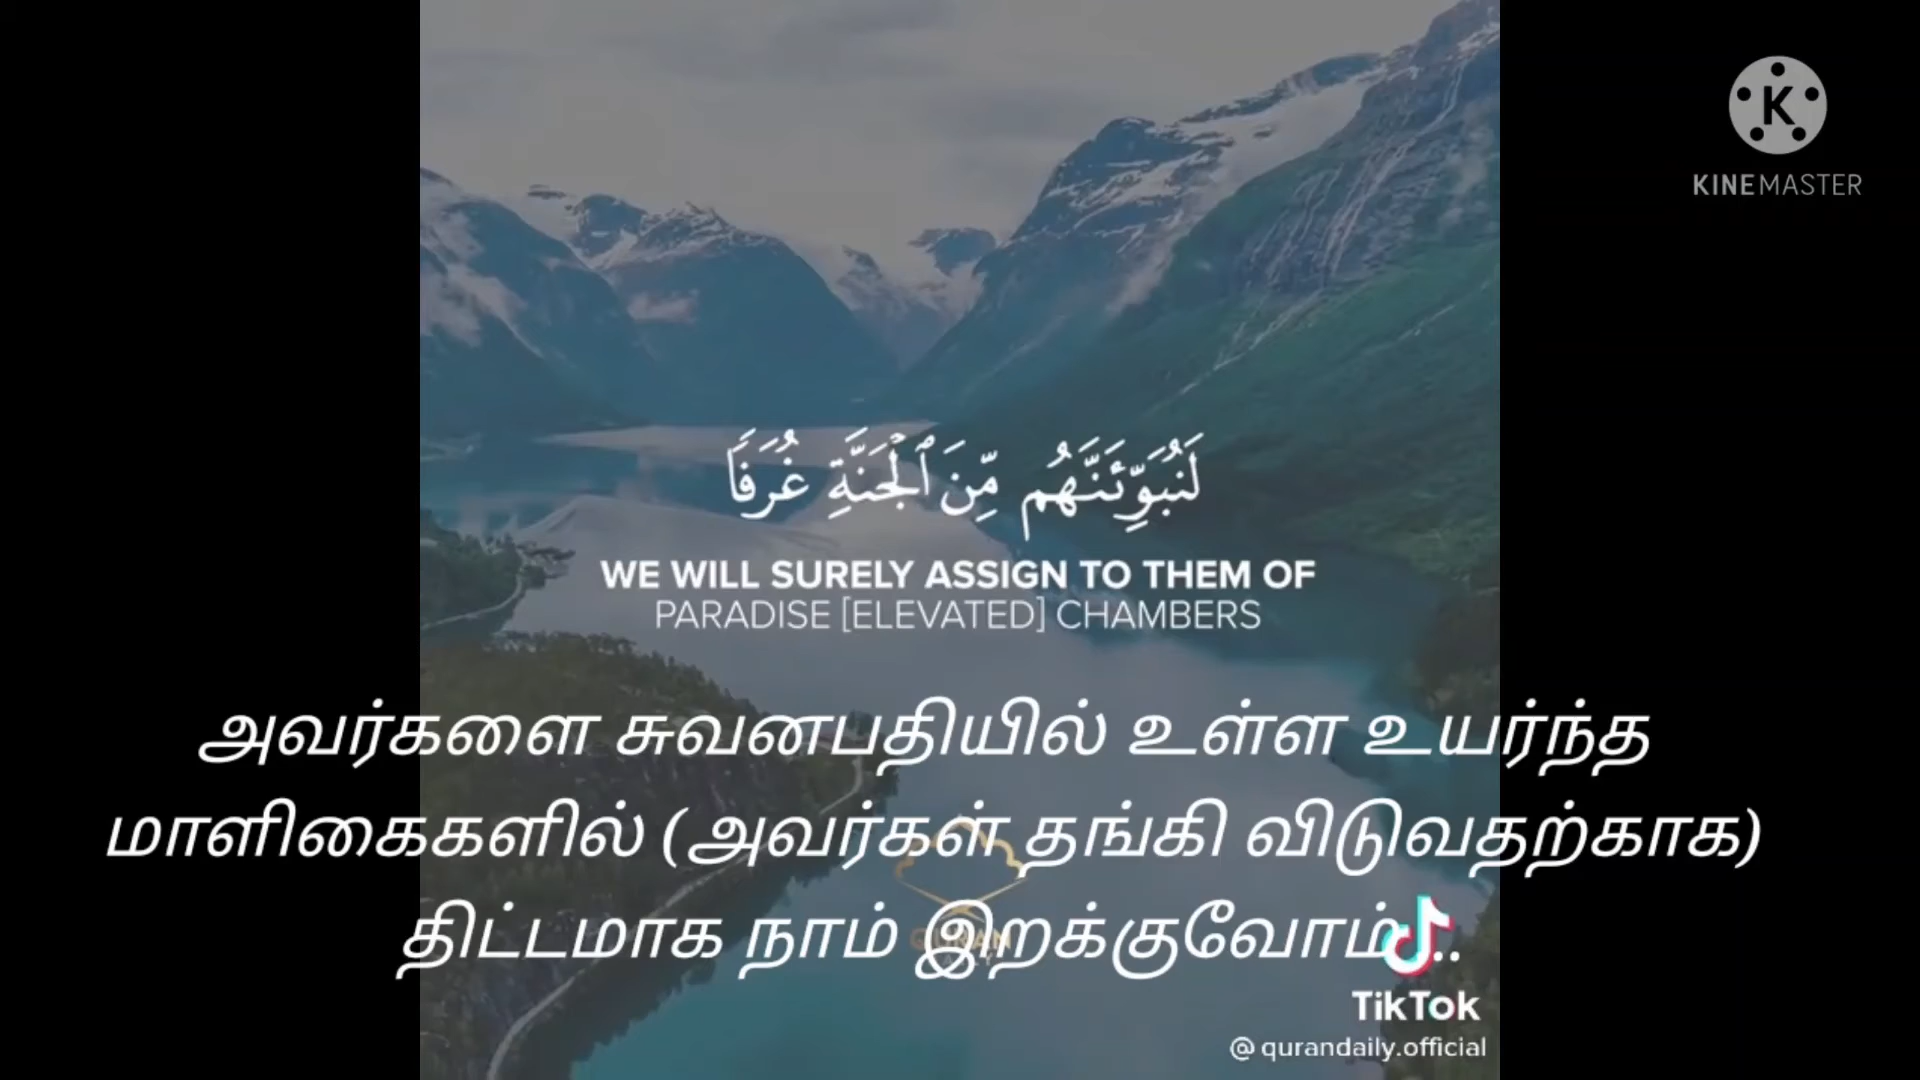 KINEMASTER
لَنُبَوِّئَنَّهُم مِّنَ ٱلْجَنَّةِ غُرَفًا
WE WILL SURELY ASSIGN TO THEM OF
PARADISE [ELEVATED] CHAMBERS
அவர்களை சுவனபதியில் உள்ள உயர்ந்த
மாளிகைகளில் (அவர்கள் தங்கி விடுவதற்காக)
திட்டமாக நாம் இறக்குவோம்...
QURAN
TikTok
@qurandaily.official